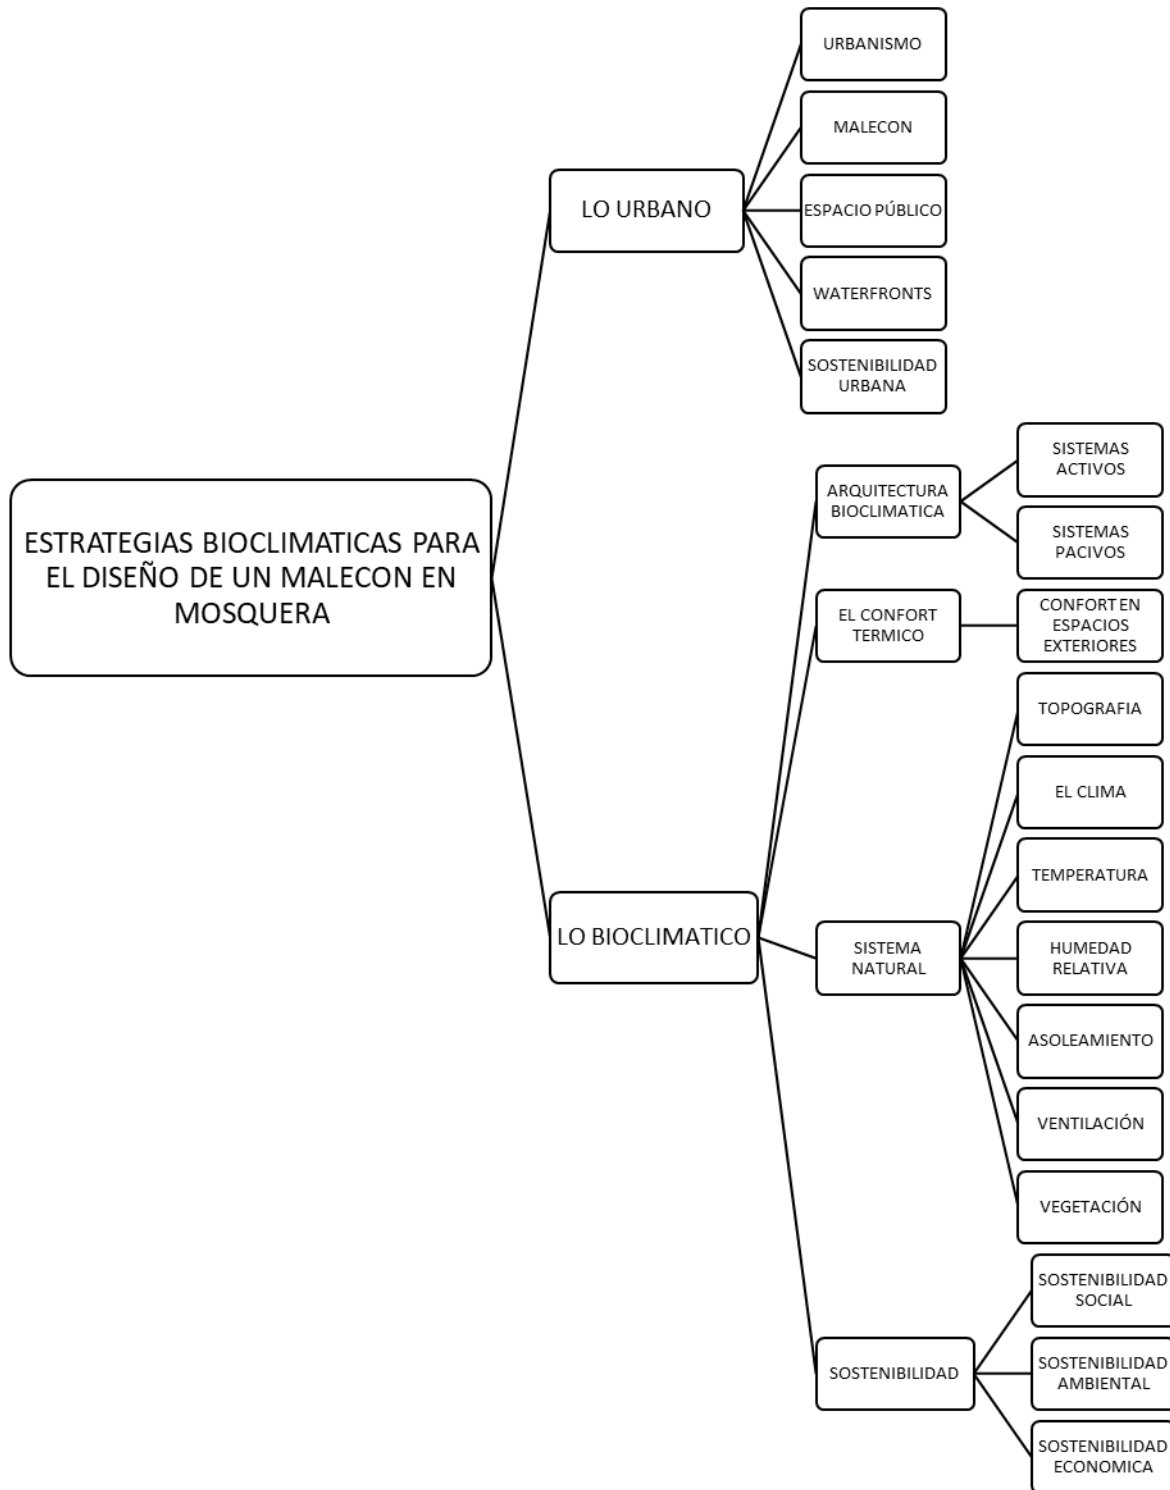 URBANISMO
MALECON
LO URBANO
ESPACIO PÚBLICO
WATERFRONTS
SOSTENIBILIDAD
URBANA
ESTRATEGIAS BIOCLIMATICAS PARA
EL DISEÑO DE UN MALECON EN
MOSQUERA
LO BIOCLIMATICO
ARQUITECTURA
BIOCLIMATICA
SISTEMAS
ACTIVOS
SISTEMAS
PACIVOS
EL CONFORT
TERMICO
CONFORT EN
ESPACIOS
EXTERIORES
SISTEMA
NATURAL
TOPOGRAFIA
EL CLIMA
TEMPERATURA
HUMEDAD
RELATIVA
ASOLEAMIENTO
VENTILACIÓN
VEGETACIÓN
SOSTENIBILIDAD
SOSTENIBILIDAD
SOCIAL
SOSTENIBILIDAD
AMBIENTAL
SOSTENIBILIDAD
ECONOMICA